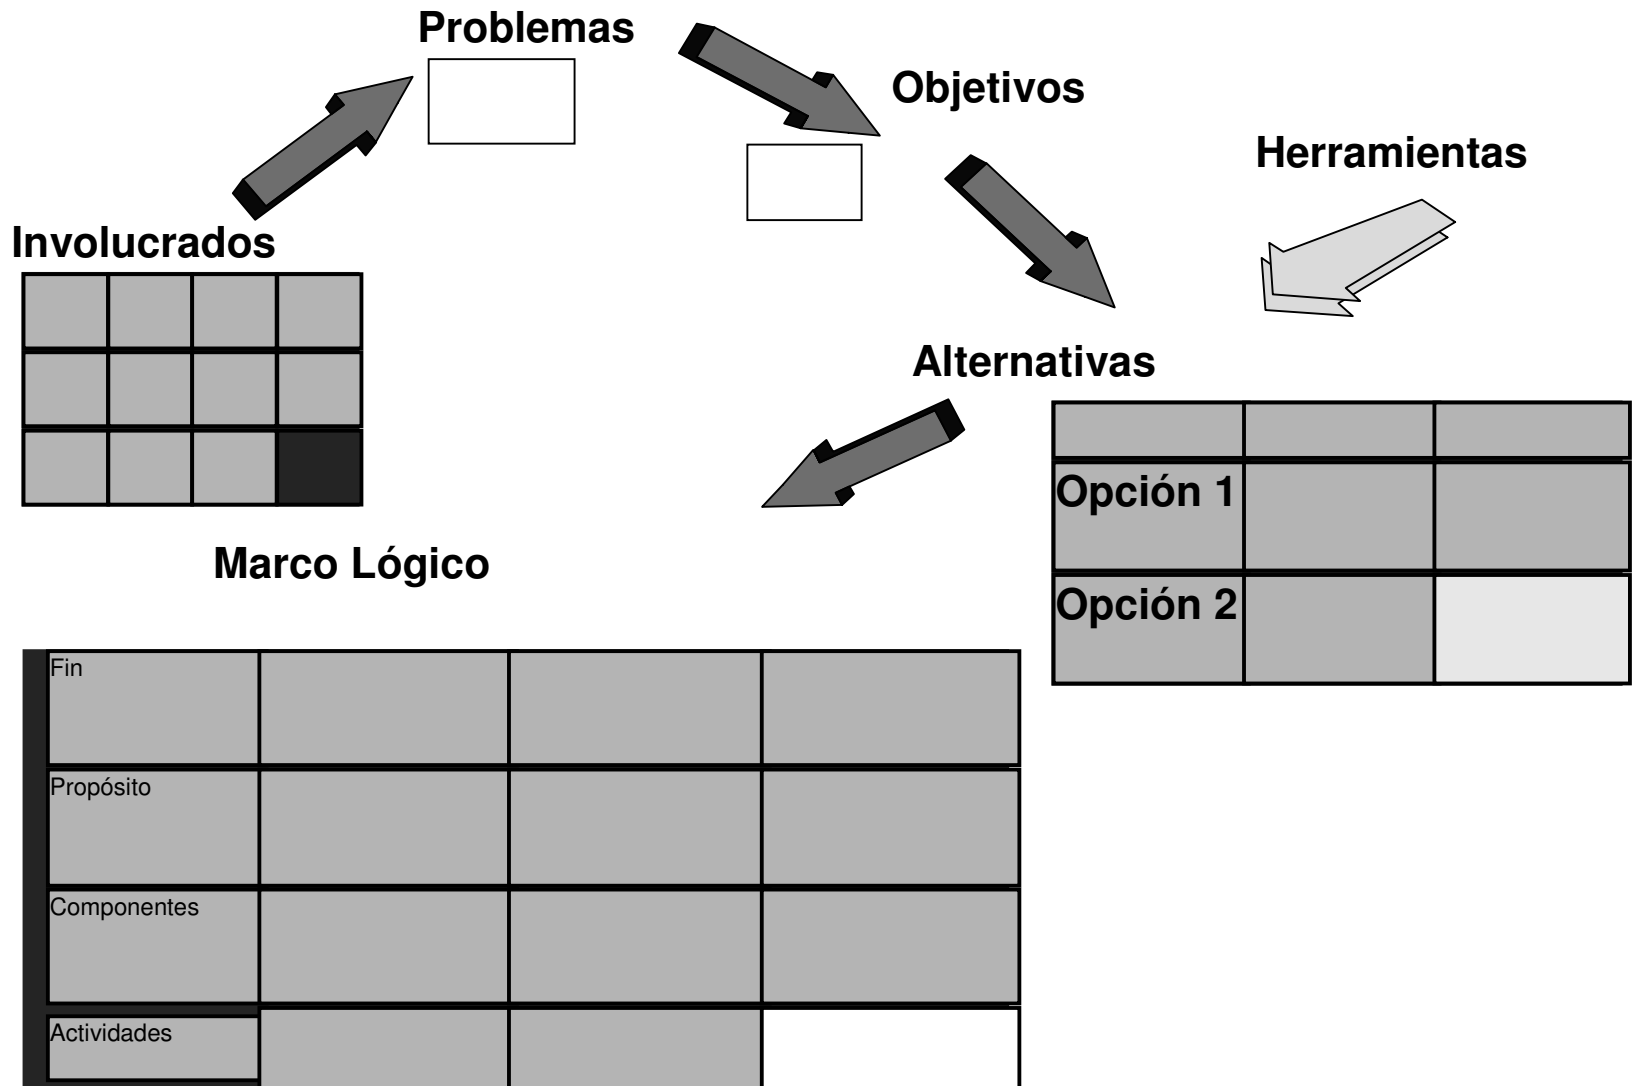 Problemas
Objetivos
Herramientas
Involucrados
Alternativas
Opción 1
Opción 2
Marco Lógico
Fin
Propósito
Componentes
Actividades